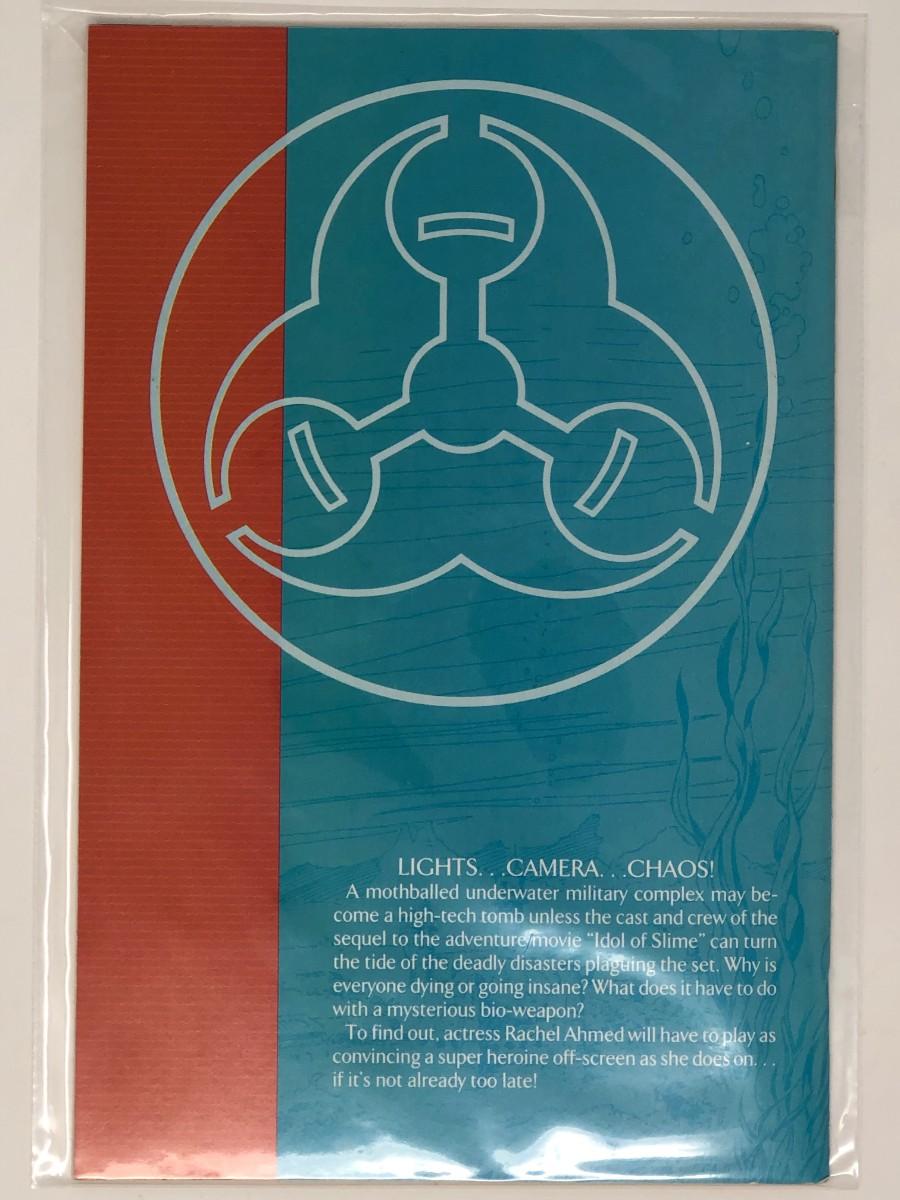 LIGHTS. . .CAMERA. . .CHAOS!
A mothballed underwater military complex may be-
come a high-tech tomb unless the cast and crew of the
sequel to the adventure/movie “Idol of Slime” can turn
the tide of the deadly disasters plaguing the set. Why is
everyone dying or going insane? What does it have to do
with a mysterious bio-weapon?
To find out, actress Rachel Ahmed will have to play as
convincing a super heroine off-screen as she does on. . .
if it’s not already too late!